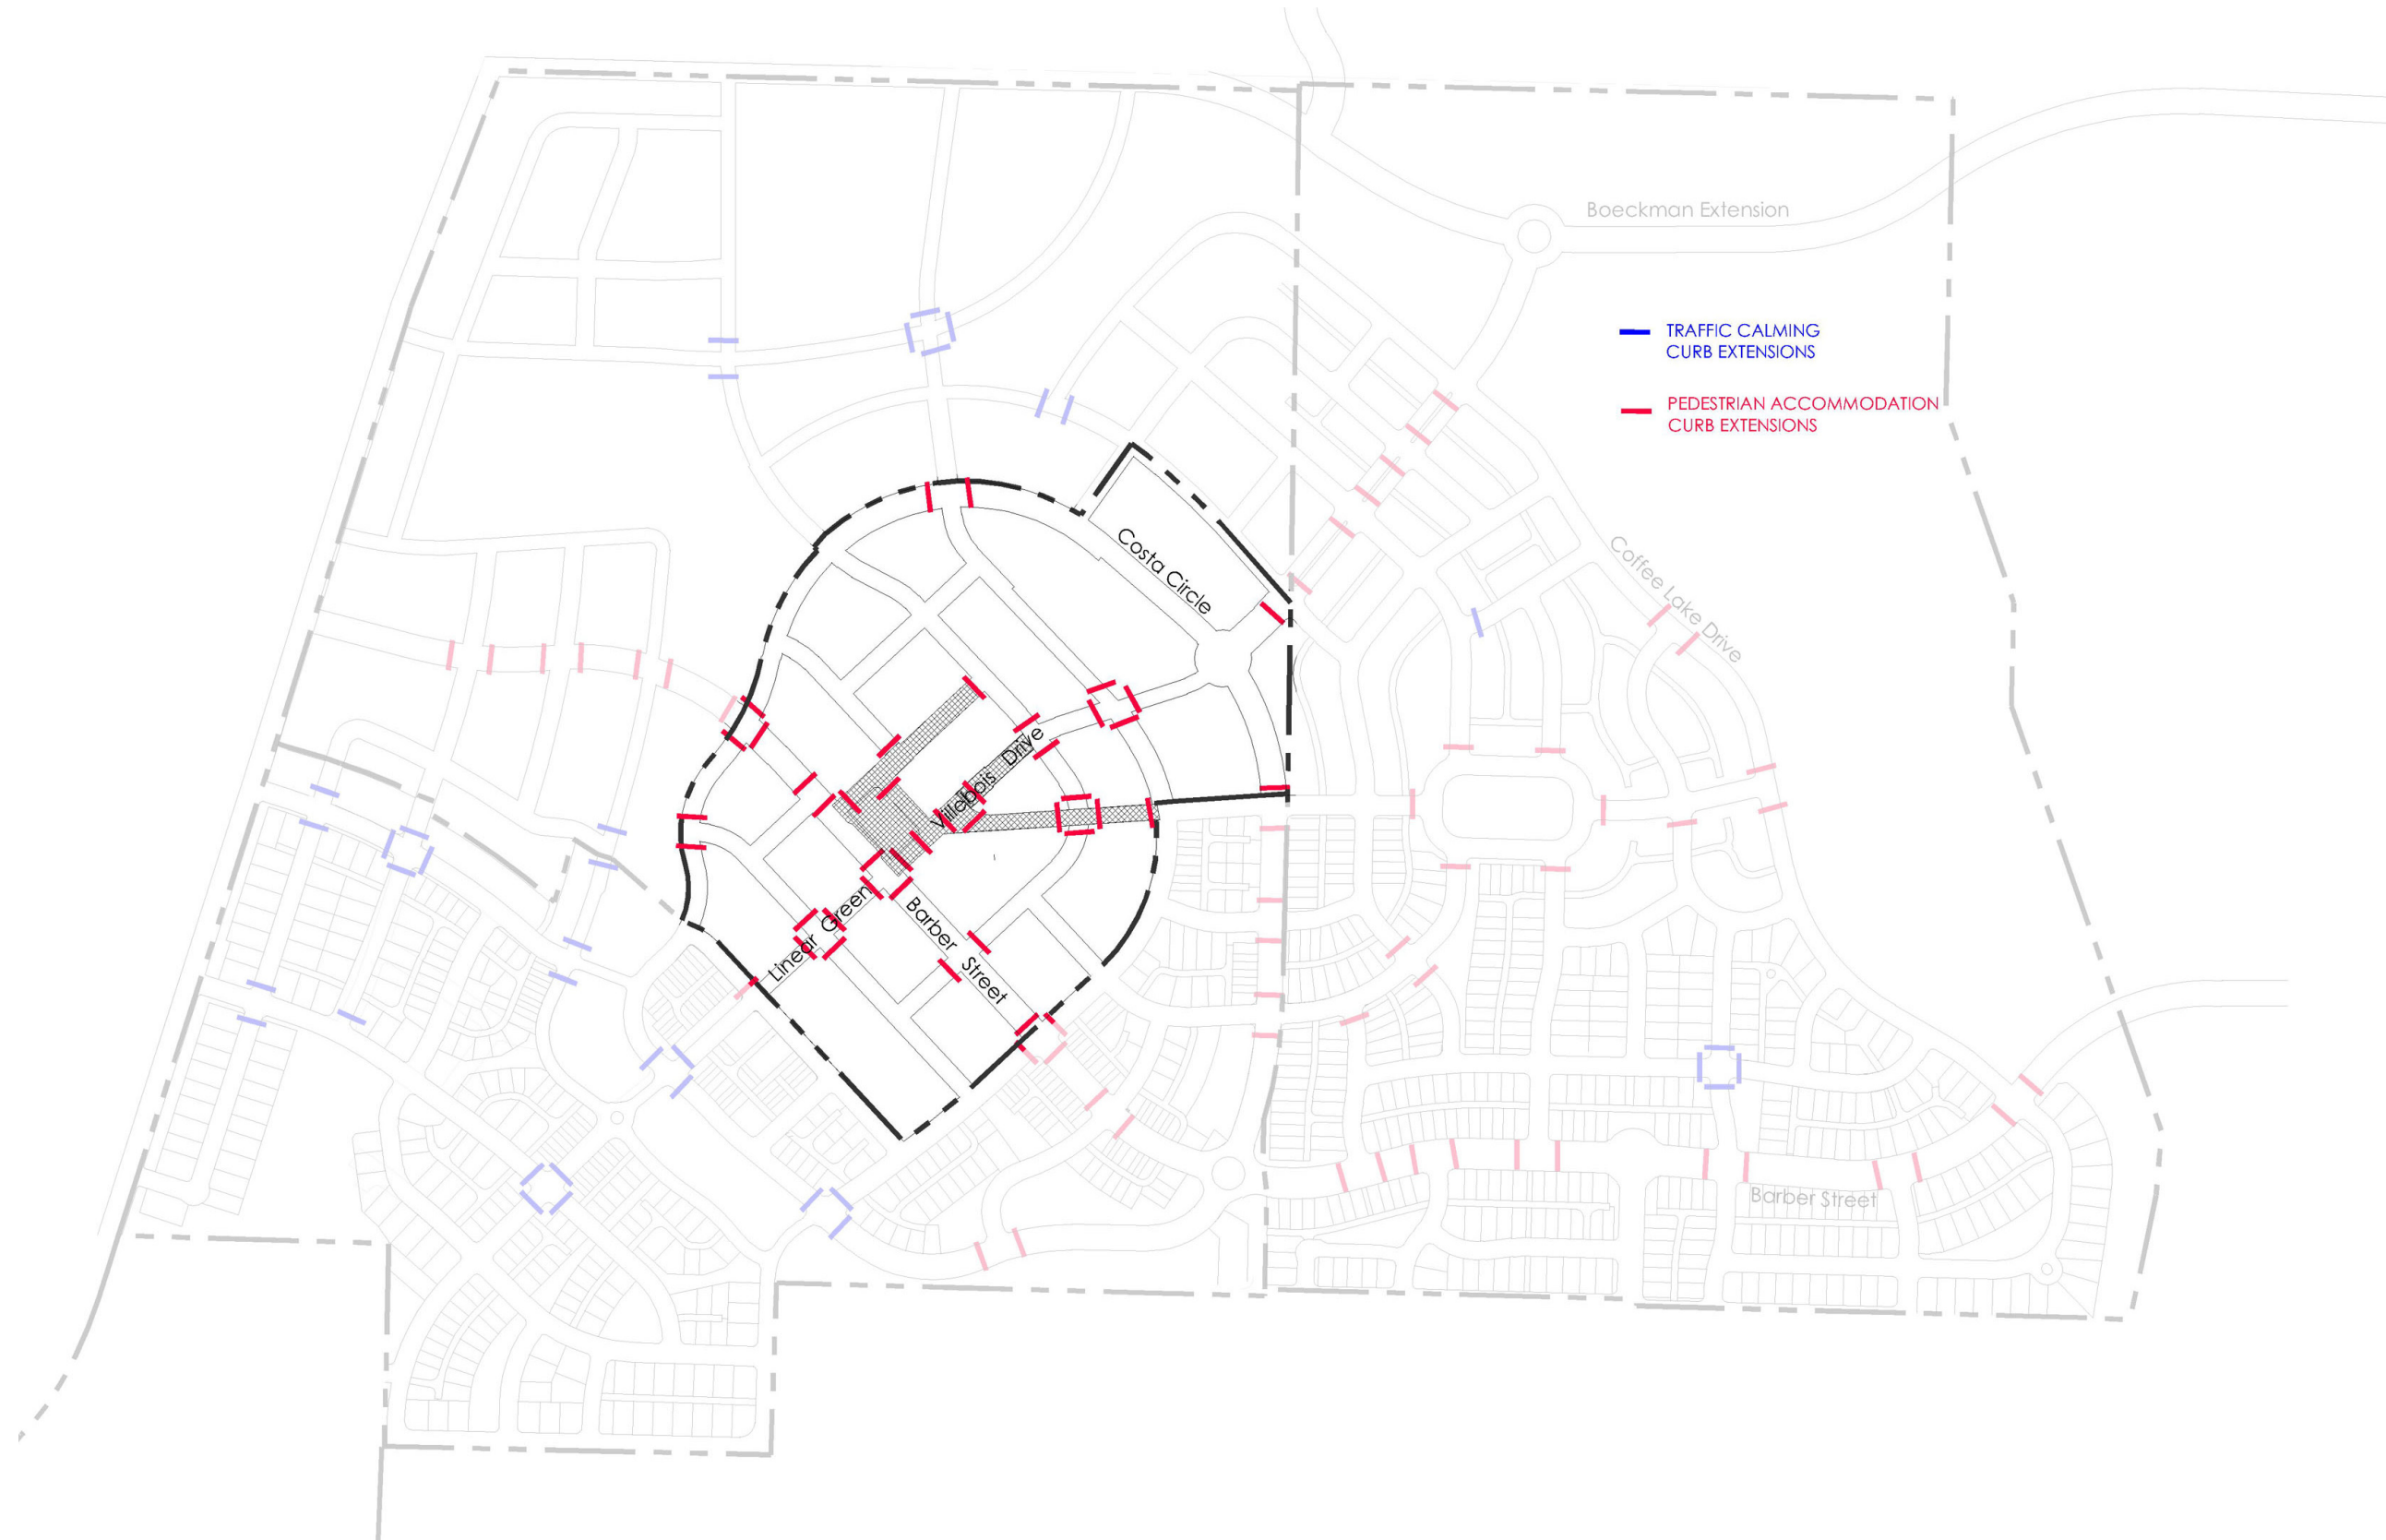 Boeckman Extension
TRAFFIC CALMING
CURB EXTENSIONS
PEDESTRIAN ACCOMMODATION
CURB EXTENSIONS
Costa Circle
Coffee Lake Drive
Villebois Drive
Linear Green
Barber Street
Barber Street